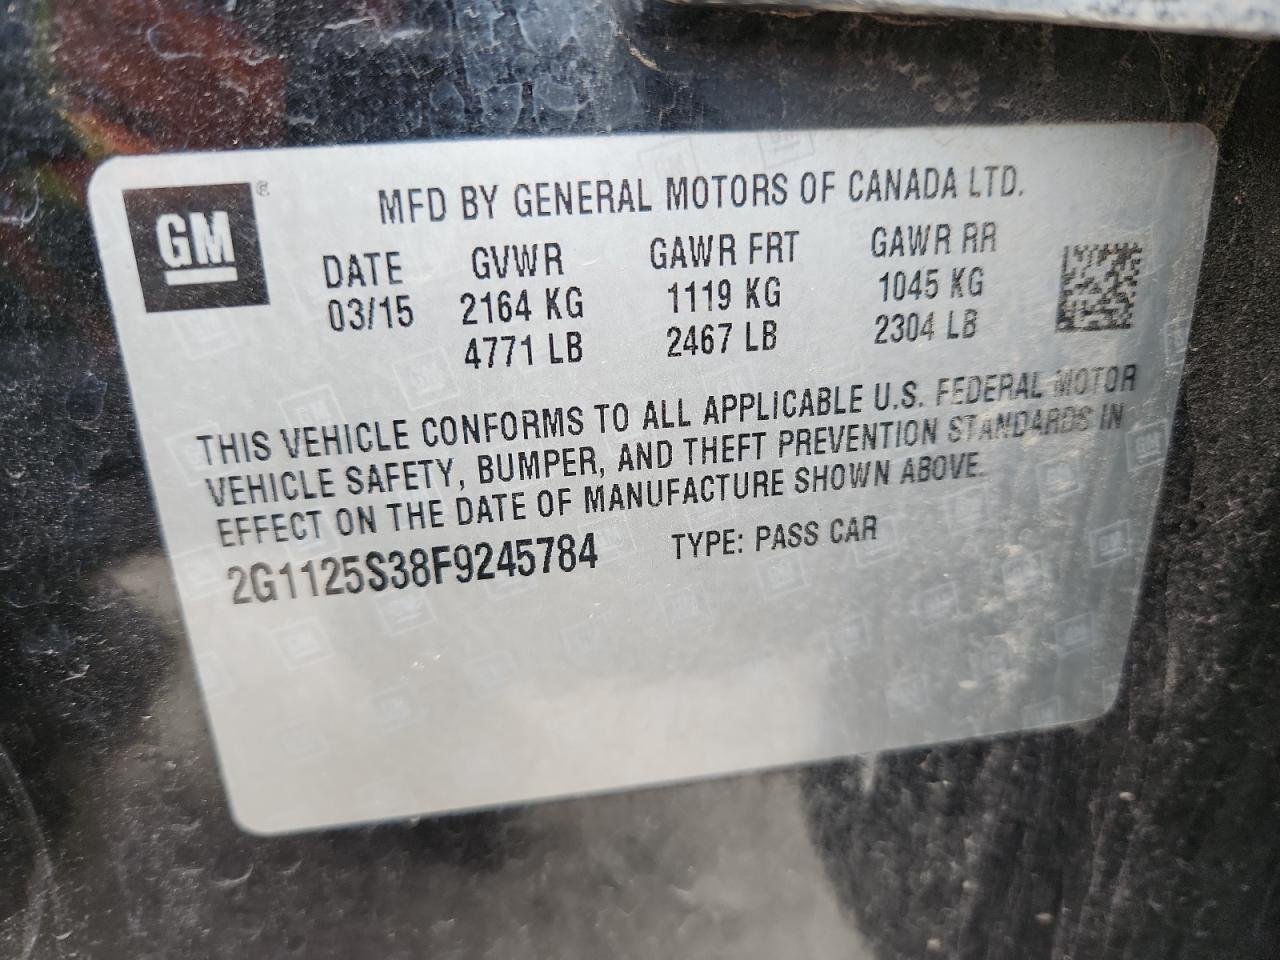 GM®
MFD BY GENERAL MOTORS OF CANADA LTD.
DATE GVWR GAWR FRT GAWR RR
03/15 2164 KG 1119 KG 1045 KG
4771 LB 2467 LB 2304 LB
THIS VEHICLE CONFORMS TO ALL APPLICABLE U.S. FEDERAL MOTOR
VEHICLE SAFETY, BUMPER, AND THEFT PREVENTION STANDARDS IN
EFFECT ON THE DATE OF MANUFACTURE SHOWN ABOVE.
2G1125S38F9245784 TYPE: PASS CAR